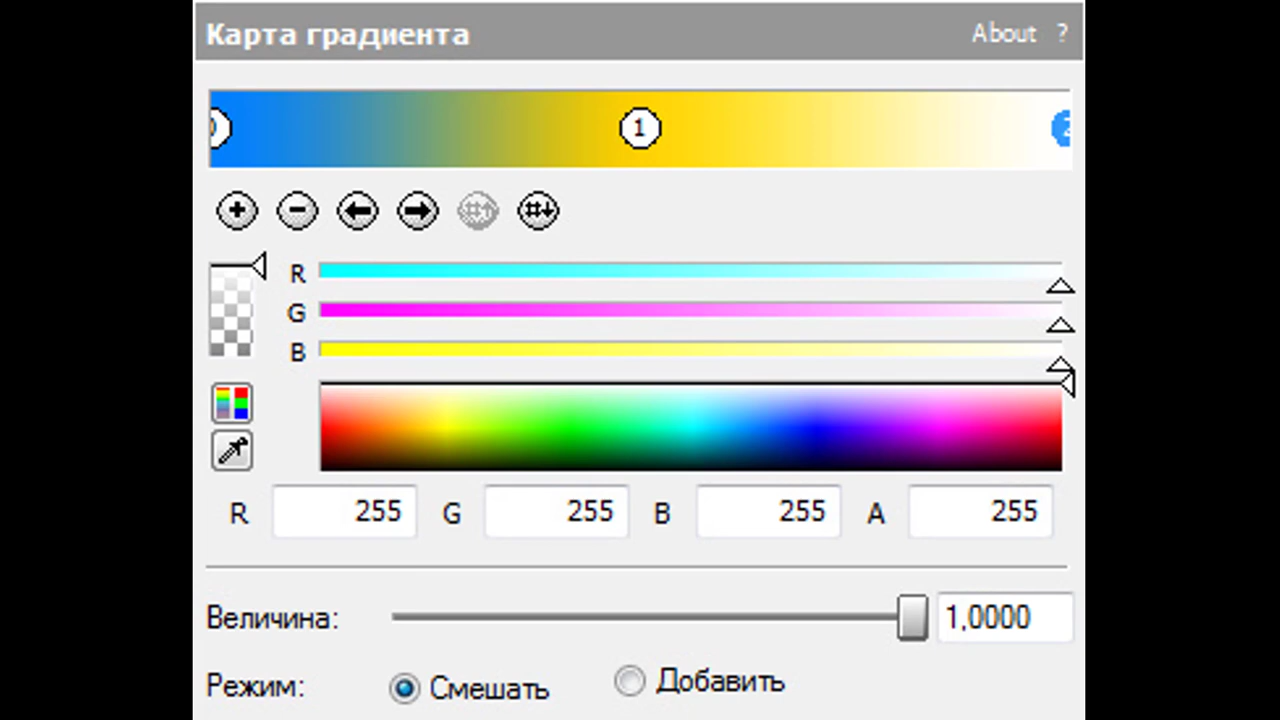 Карта градиента About ?
1
R
G
B
R 255 G 255 B 255 A 255
Величина: 1,0000
Режим: Смешать Добавить